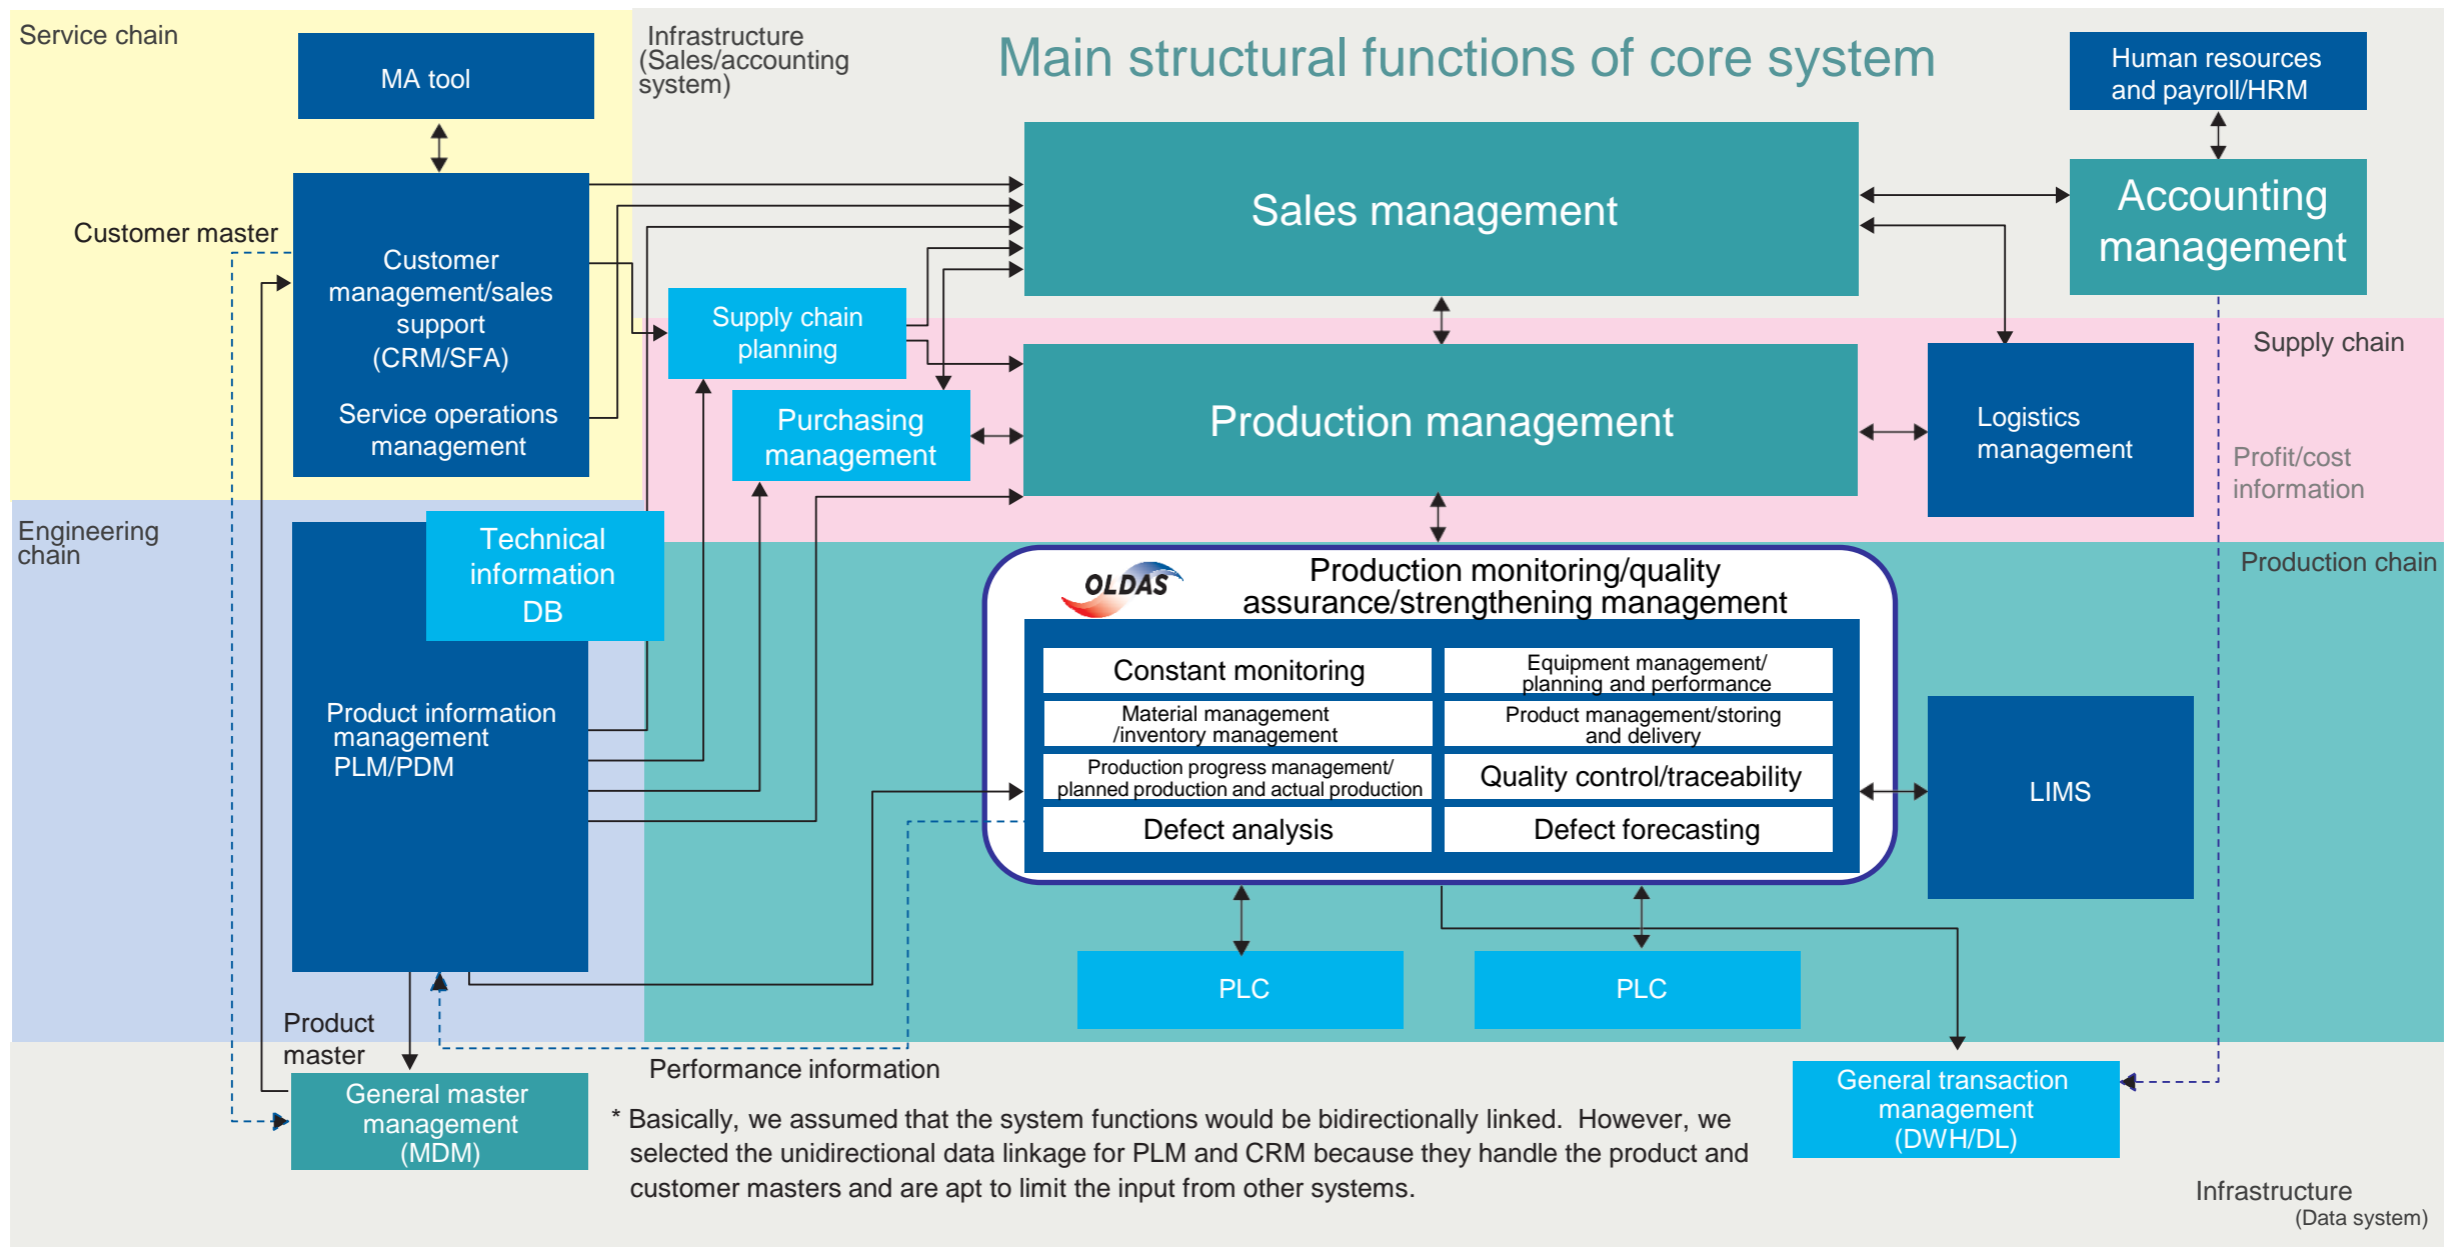 Service chain
MA tool
Infrastructure
(Sales/accounting
system)
Main structural functions of core system
Human resources
and payroll/HRM
Customer master
Customer
management/sales
support
(CRM/SFA)
Service operations
management
Sales management
Accounting
management
Supply chain
planning
Supply chain
Purchasing
management
Production management
Logistics
management
Profit/cost
information
Engineering
chain
Technical
information
DB
Product information
management
PLM/PDM
Production chain
OLDAS
Production monitoring/quality
assurance/strengthening management
Constant monitoring
Equipment management/
planning and performance
Material management
/inventory management
Product management/storing
and delivery
Production progress management/
planned production and actual production
Quality control/traceability
Defect analysis
Defect forecasting
LIMS
PLC
PLC
Product
master
General master
management
(MDM)
Performance information
General transaction
management
(DWH/DL)
* Basically, we assumed that the system functions would be bidirectionally linked.  However, we
selected the unidirectional data linkage for PLM and CRM because they handle the product and
customer masters and are apt to limit the input from other systems.
Infrastructure
(Data system)